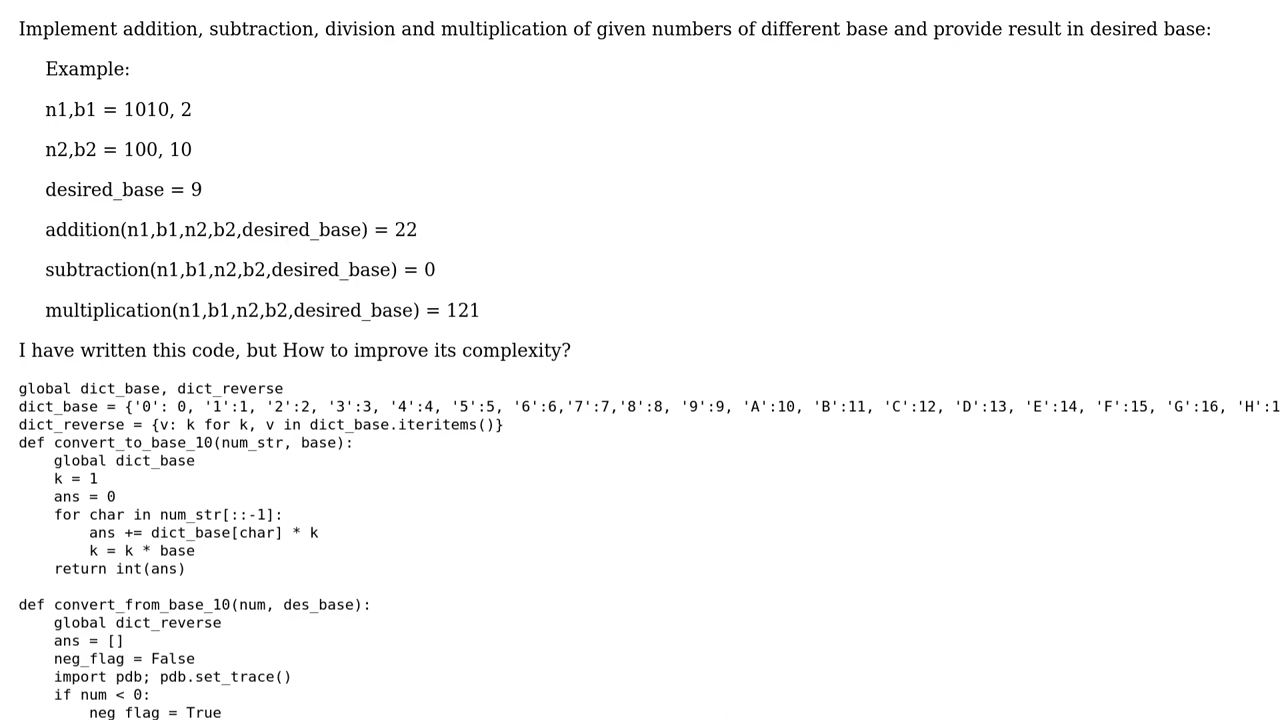 Implement addition, subtraction, division and multiplication of given numbers of different base and provide result in desired base:
Example:
n1,b1 = 1010, 2
n2,b2 = 100, 10
desired_base = 9
addition(n1,b1,n2,b2,desired_base) = 22
subtraction(n1,b1,n2,b2,desired_base) = 0
multiplication(n1,b1,n2,b2,desired_base) = 121
I have written this code, but How to improve its complexity?
global dict_base, dict_reverse
dict_base = {'0': 0, '1':1, '2':2, '3':3, '4':4, '5':5, '6':6,'7':7,'8':8, '9':9, 'A':10, 'B':11, 'C':12, 'D':13, 'E':14, 'F':15, 'G':16, 'H':1
dict_reverse = {v: k for k, v in dict_base.iteritems()}
def convert_to_base_10(num_str, base):
    global dict_base
    k = 1
    ans = 0
    for char in num_str[::-1]:
        ans += dict_base[char] * k
        k = k * base
    return int(ans)
def convert_from_base_10(num, des_base):
    global dict_reverse
    ans = []
    neg_flag = False
    import pdb; pdb.set_trace()
    if num < 0:
        neg_flag = True